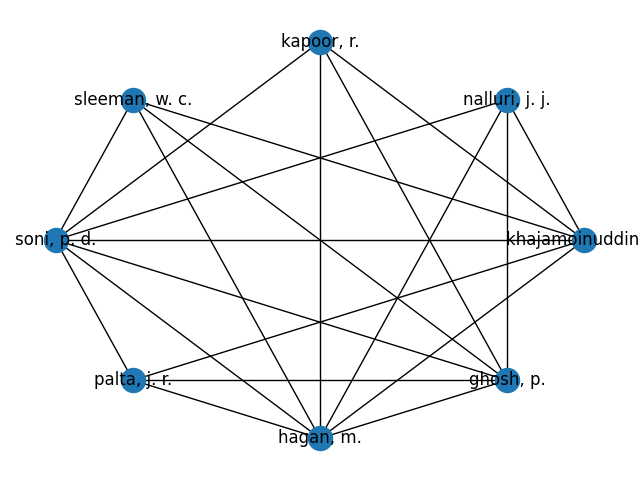 kapoor, r.
sleeman, w. c.
nalluri, j. j.
soni, p. d.
khajamoinuddin
palta, j. r.
ghosh, p.
hagan, m.